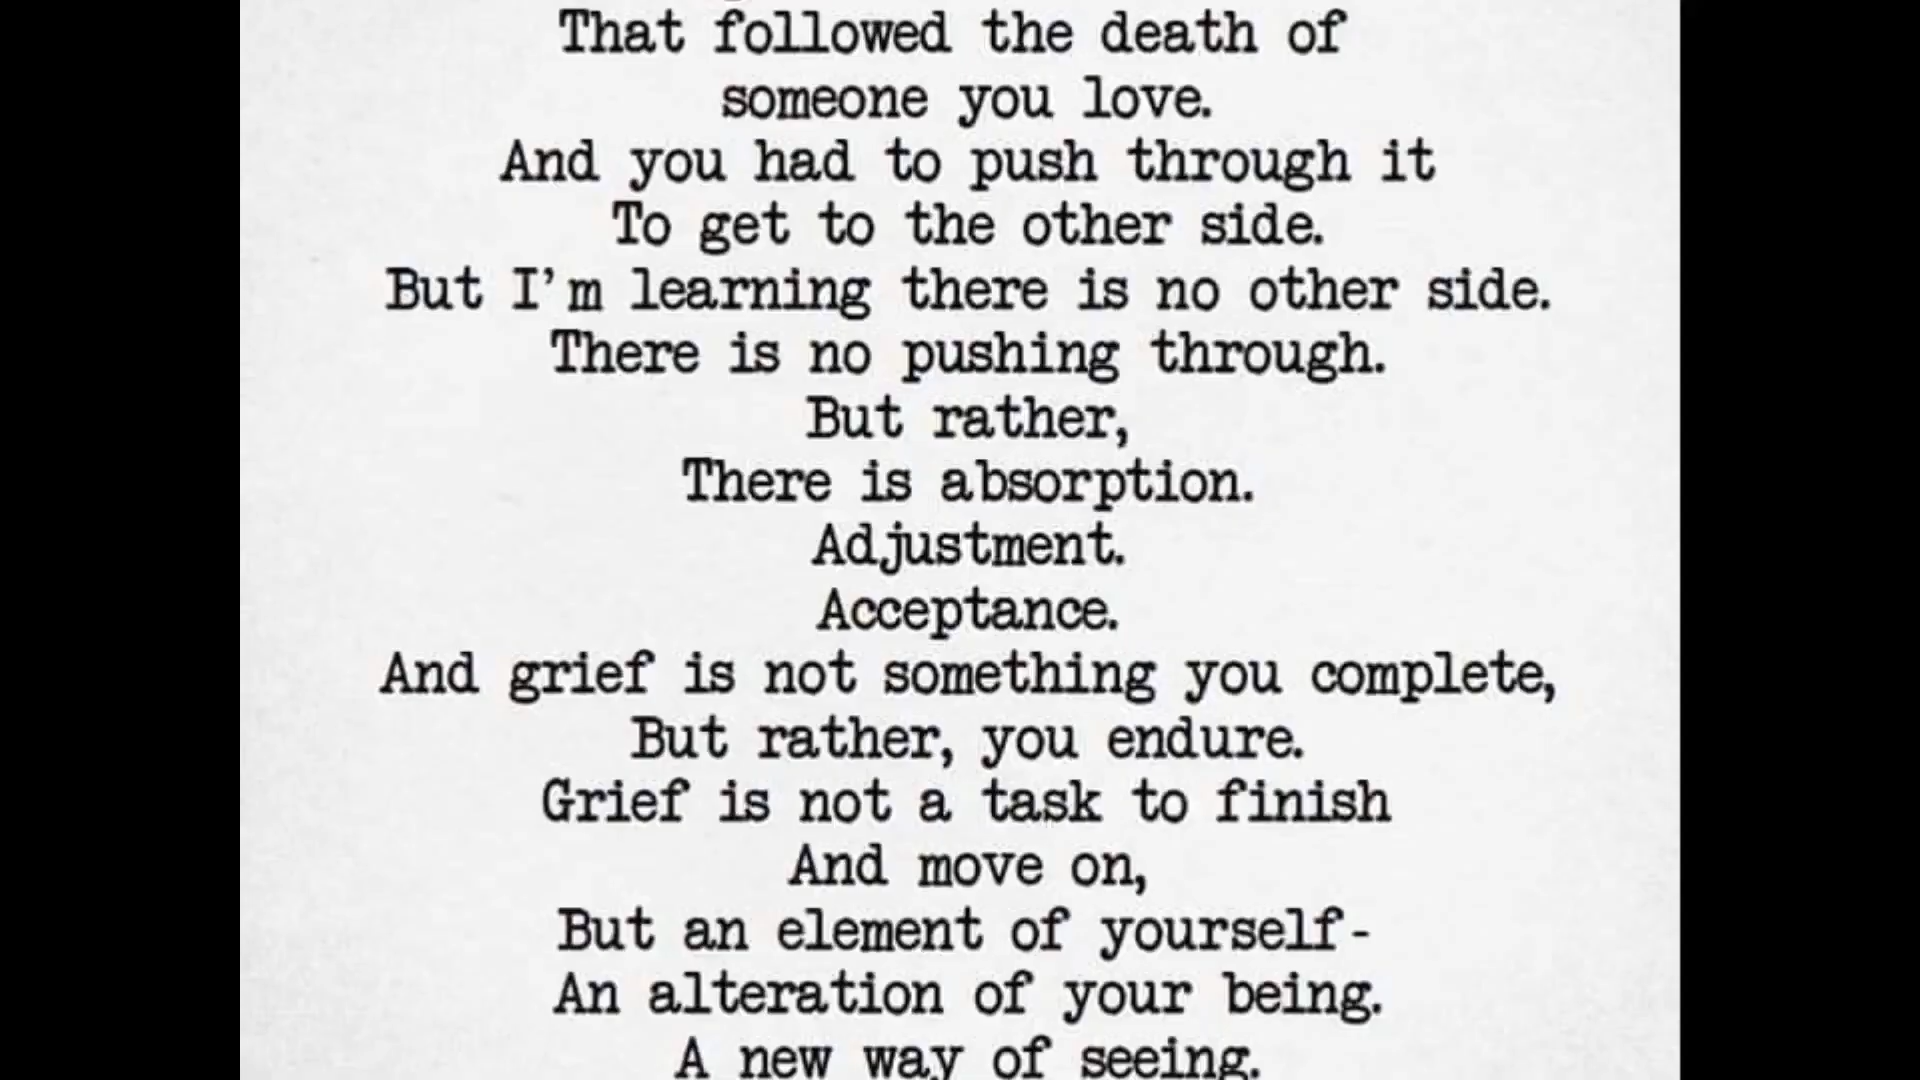 That followed the death of
someone you love.
And you had to push through it
To get to the other side.
But I'm learning there is no other side.
There is no pushing through.
But rather,
There is absorption.
Adjustment.
Acceptance.
And grief is not something you complete,
But rather, you endure.
Grief is not a task to finish
And move on,
But an element of yourself-
An alteration of your being.
A new way of seeing.